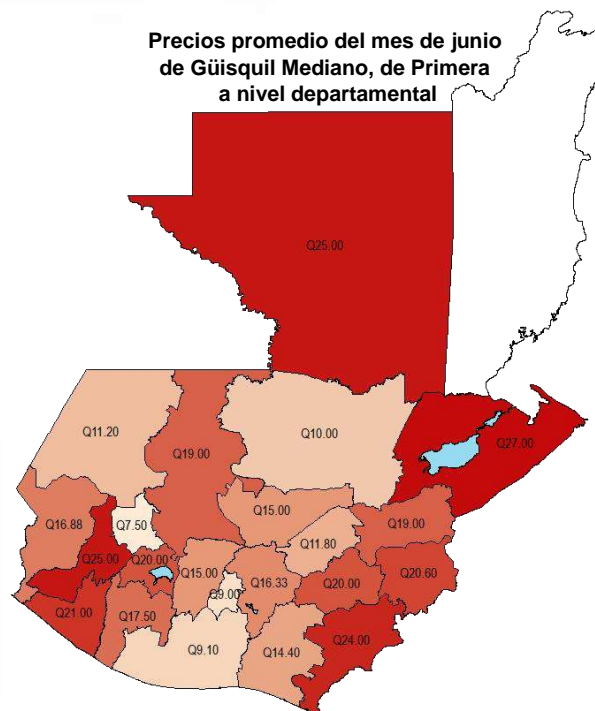 Precios promedio del mes de junio
de Güisquil Mediano, de Primera
a nivel departamental
Q25.00
Q11.20
Q19.00
Q10.00
Q27.00
Q16.88
Q7.50
Q15.00
Q19.00
Q11.80
Q25.00
Q20.00
Q15.00
Q9.00
Q16.33
Q20.00
Q20.60
Q21.00
Q17.50
Q24.00
Q9.10
Q14.40